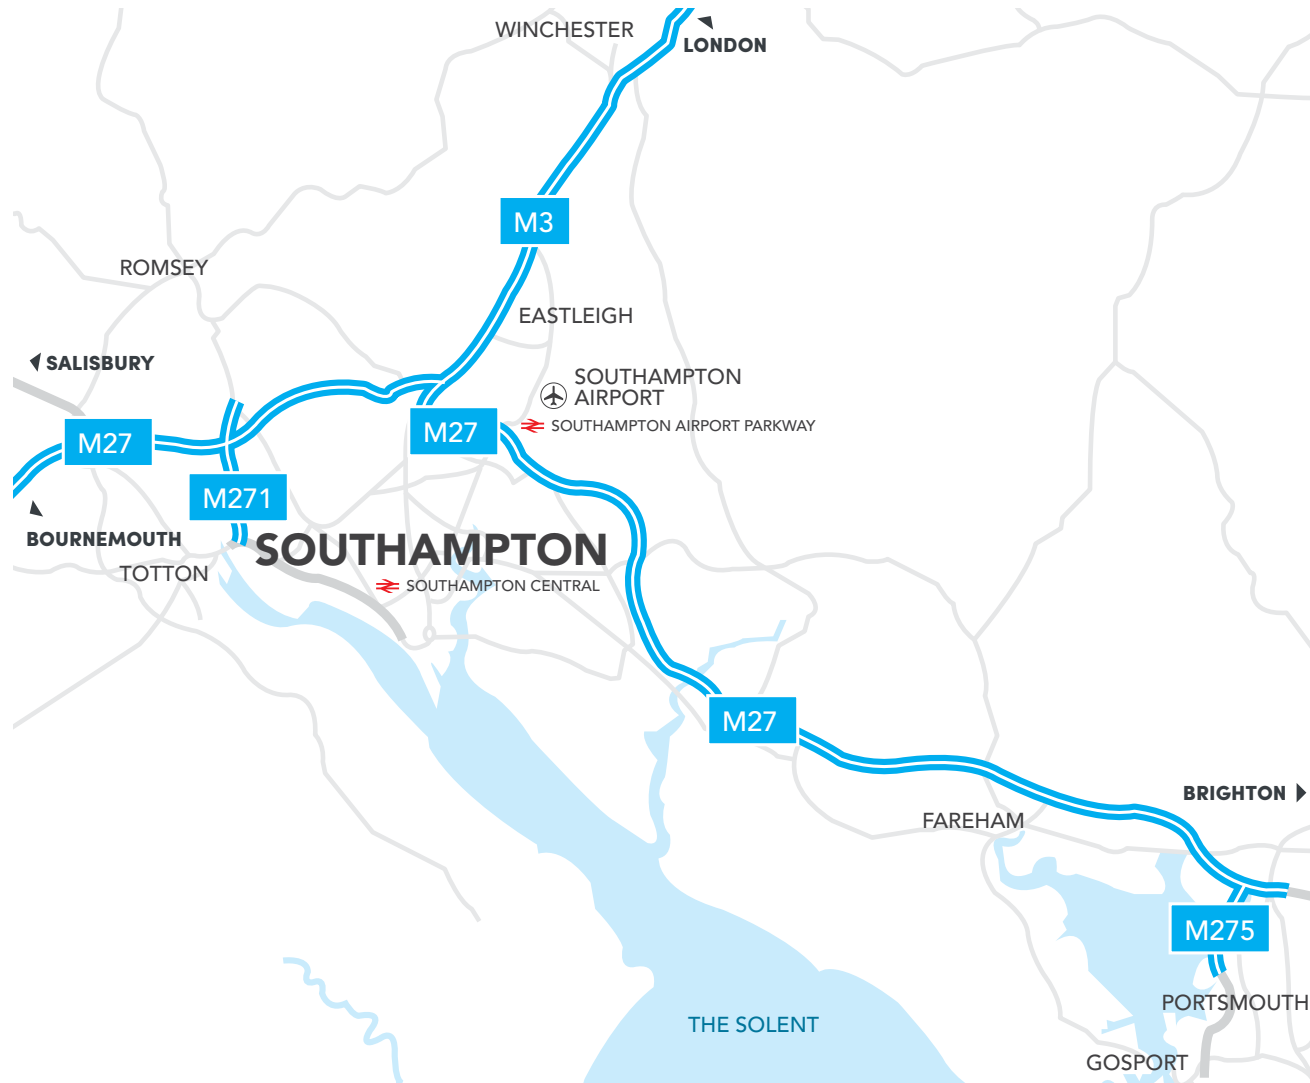 WINCHESTER
LONDON
M3
ROMSEY
EASTLEIGH
SALISBURY
SOUTHAMPTON
AIRPORT
SOUTHAMPTON AIRPORT PARKWAY
M27
M27
M271
BOURNEMOUTH
SOUTHAMPTON
TOTTON
SOUTHAMPTON CENTRAL
M27
BRIGHTON
FAREHAM
M275
PORTSMOUTH
THE SOLENT
GOSPORT